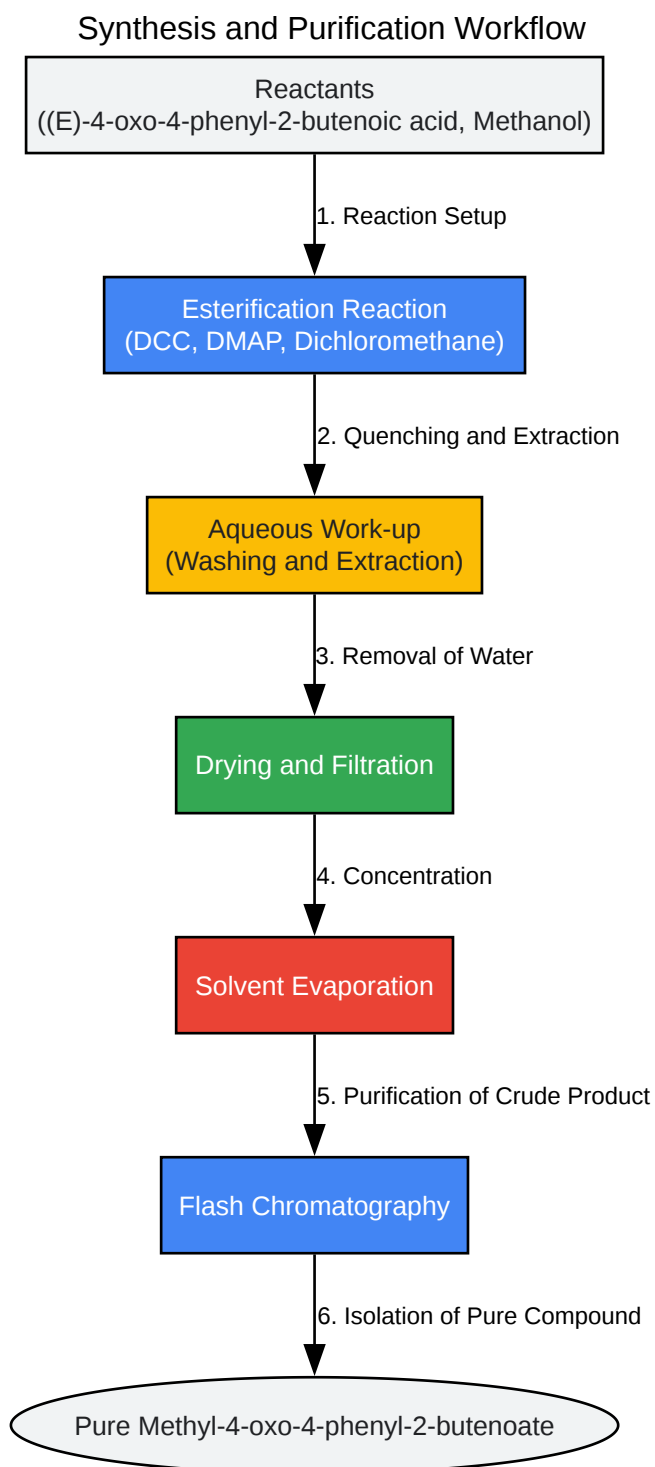 Synthesis and Purification Workflow
Reactants
((E)-4-oxo-4-phenyl-2-butenoic acid, Methanol)
1. Reaction Setup
Esterification Reaction
(DCC, DMAP, Dichloromethane)
2. Quenching and Extraction
Aqueous Work-up
(Washing and Extraction)
3. Removal of Water
Drying and Filtration
4. Concentration
Solvent Evaporation
5. Purification of Crude Product
Flash Chromatography
6. Isolation of Pure Compound
Pure Methyl-4-oxo-4-phenyl-2-butenoate